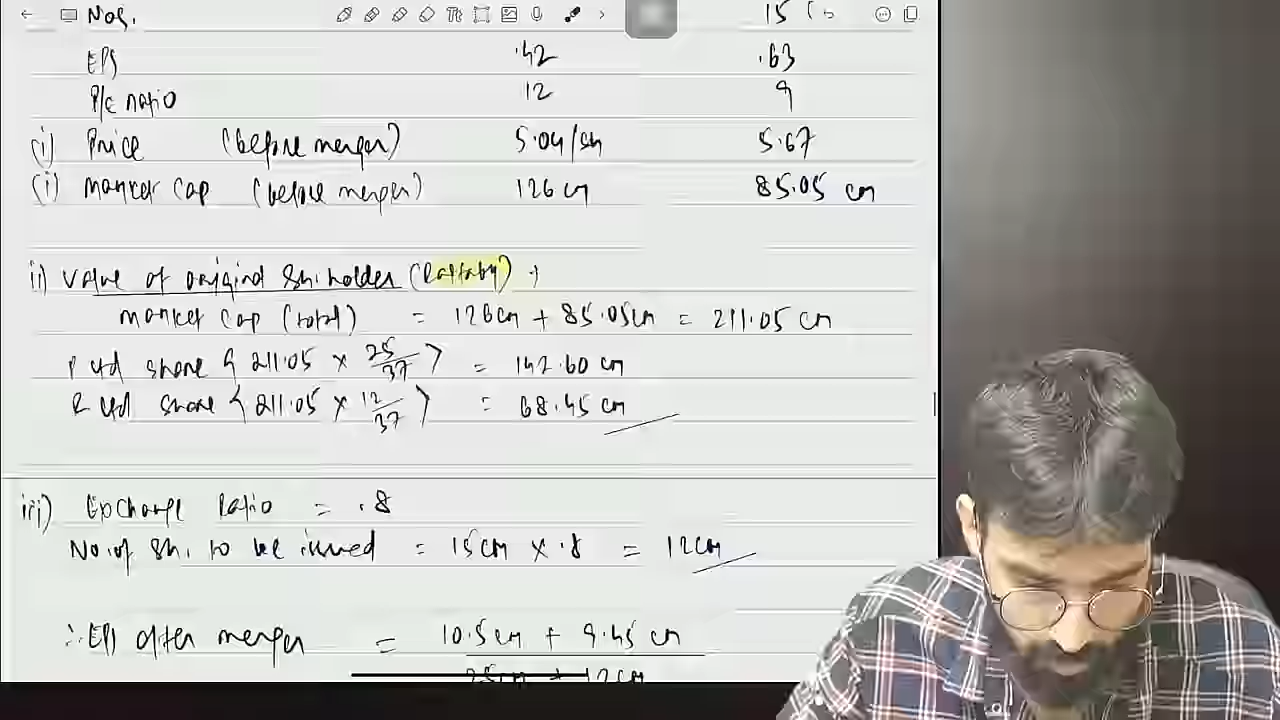 Nos. 15
EPS .42 .63
P/E ratio 12 9
(i) Price (before merger) 5.04/sh 5.67
(i) Market Cap (before merger) 126 cr 85.05 cr
ii) Value of original Shholder :
Market Cap (total) = 126cr + 85.05cr = 211.05 cr
P Ltd share { 211.05 × 25/37 } = 142.60 cr
R Ltd share { 211.05 × 12/37 } = 68.45 cr
iii) Exchange Ratio = .8
No. of Sh. to be issued = 15cr × .8 = 12cr
∴ EPS after merger = 10.5cr + 9.45 cr
25cr + 12cr